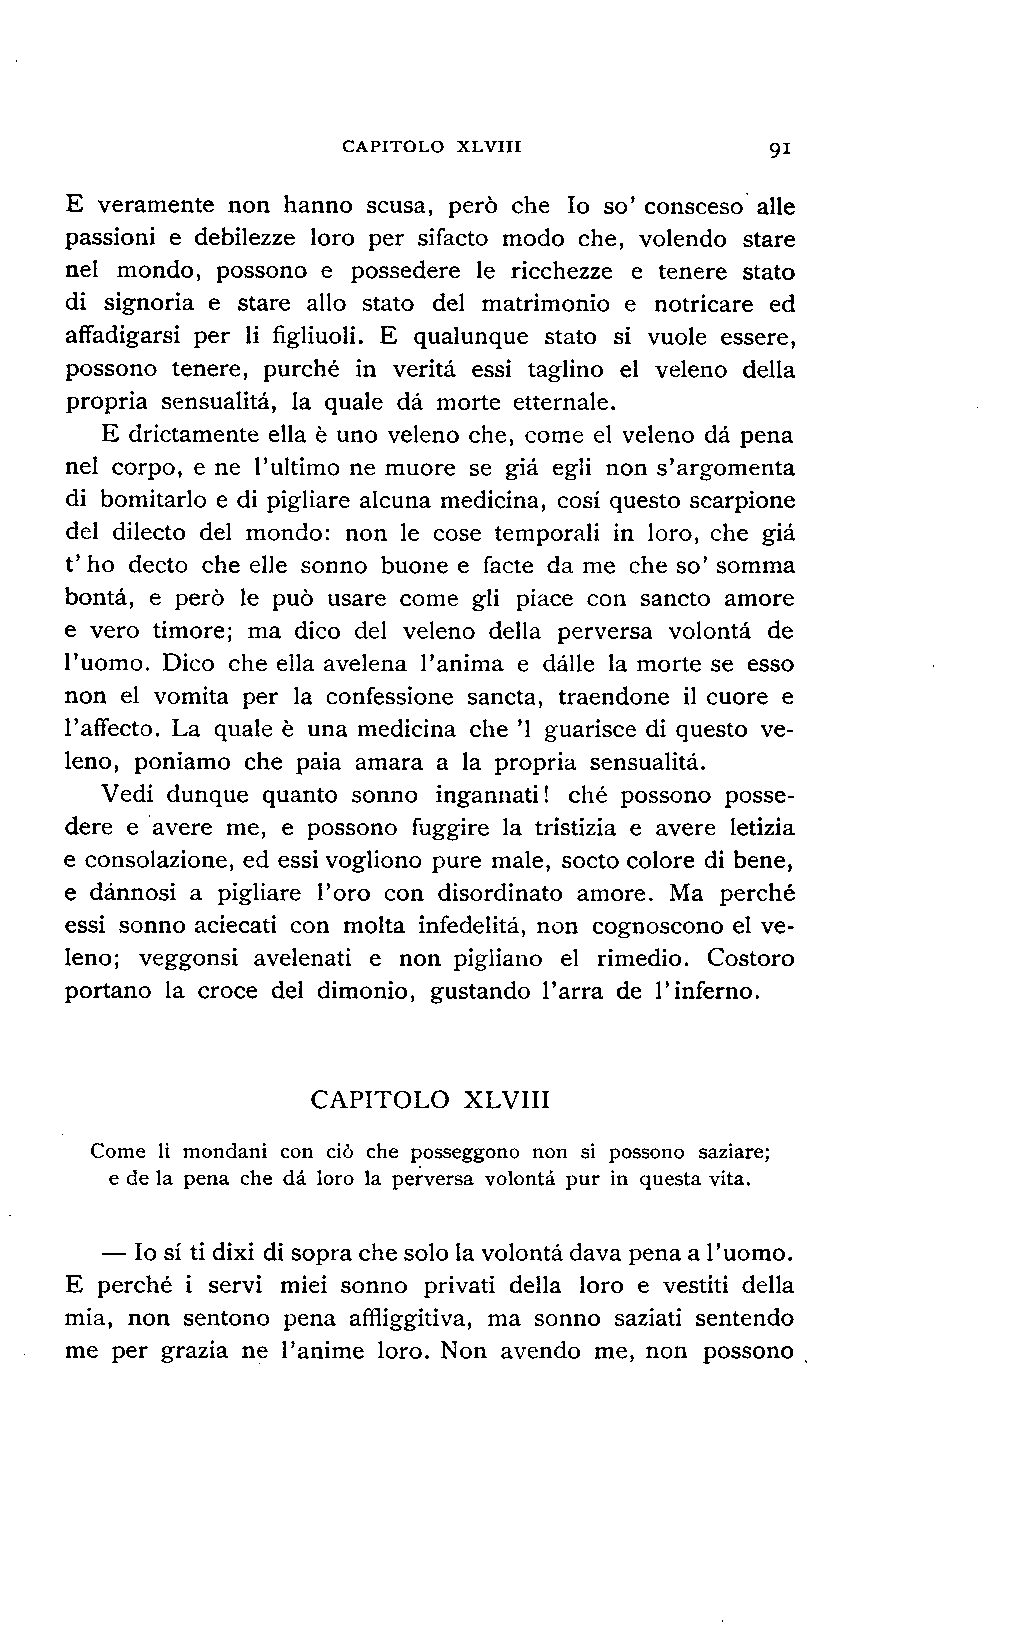 CAPITOLO XLVIII 91
E veramente non hanno scusa, però che Io so' consceso alle
passioni e debilezze loro per sifacto modo che, volendo stare
nel mondo, possono e possedere le ricchezze e tenere stato
di signoria e stare allo stato del matrimonio e notricare ed
affadigarsi per li figliuoli. E qualunque stato si vuole essere,
possono tenere, purché in veritá essi taglino el veleno della
propria sensualitá, la quale dá morte etternale.
E drictamente ella è uno veleno che, come el veleno dá pena
nel corpo, e ne l'ultimo ne muore se giá egli non s'argomenta
di bomitarlo e di pigliare alcuna medicina, cosí questo scarpione
del dilecto del mondo: non le cose temporali in loro, che giá
t' ho decto che elle sonno buone e facte da me che so' somma
bontá, e però le può usare come gli piace con sancto amore
e vero timore; ma dico del veleno della perversa volontá de
l'uomo. Dico che ella avelena l'anima e dálle la morte se esso
non el vomita per la confessione sancta, traendone il cuore e
l'affecto. La quale è una medicina che 'l guarisce di questo ve-
leno, poniamo che paia amara a la propria sensualitá.
Vedi dunque quanto sonno ingannati! ché possono posse-
dere e avere me, e possono fuggire la tristizia e avere letizia
e consolazione, ed essi vogliono pure male, socto colore di bene,
e dánnosi a pigliare l'oro con disordinato amore. Ma perché
essi sonno aciecati con molta infedelitá, non cognoscono el ve-
leno; veggonsi avelenati e non pigliano el rimedio. Costoro
portano la croce del dimonio, gustando l'arra de l'inferno.
CAPITOLO XLVIII
Come li mondani con ciò che posseggono non si possono saziare;
e de la pena che dá loro la perversa volontá pur in questa vita.
— Io sí ti dixi di sopra che solo la volontá dava pena a l'uomo.
E perché i servi miei sonno privati della loro e vestiti della
mia, non sentono pena affliggitiva, ma sonno saziati sentendo
me per grazia ne l'anime loro. Non avendo me, non possono